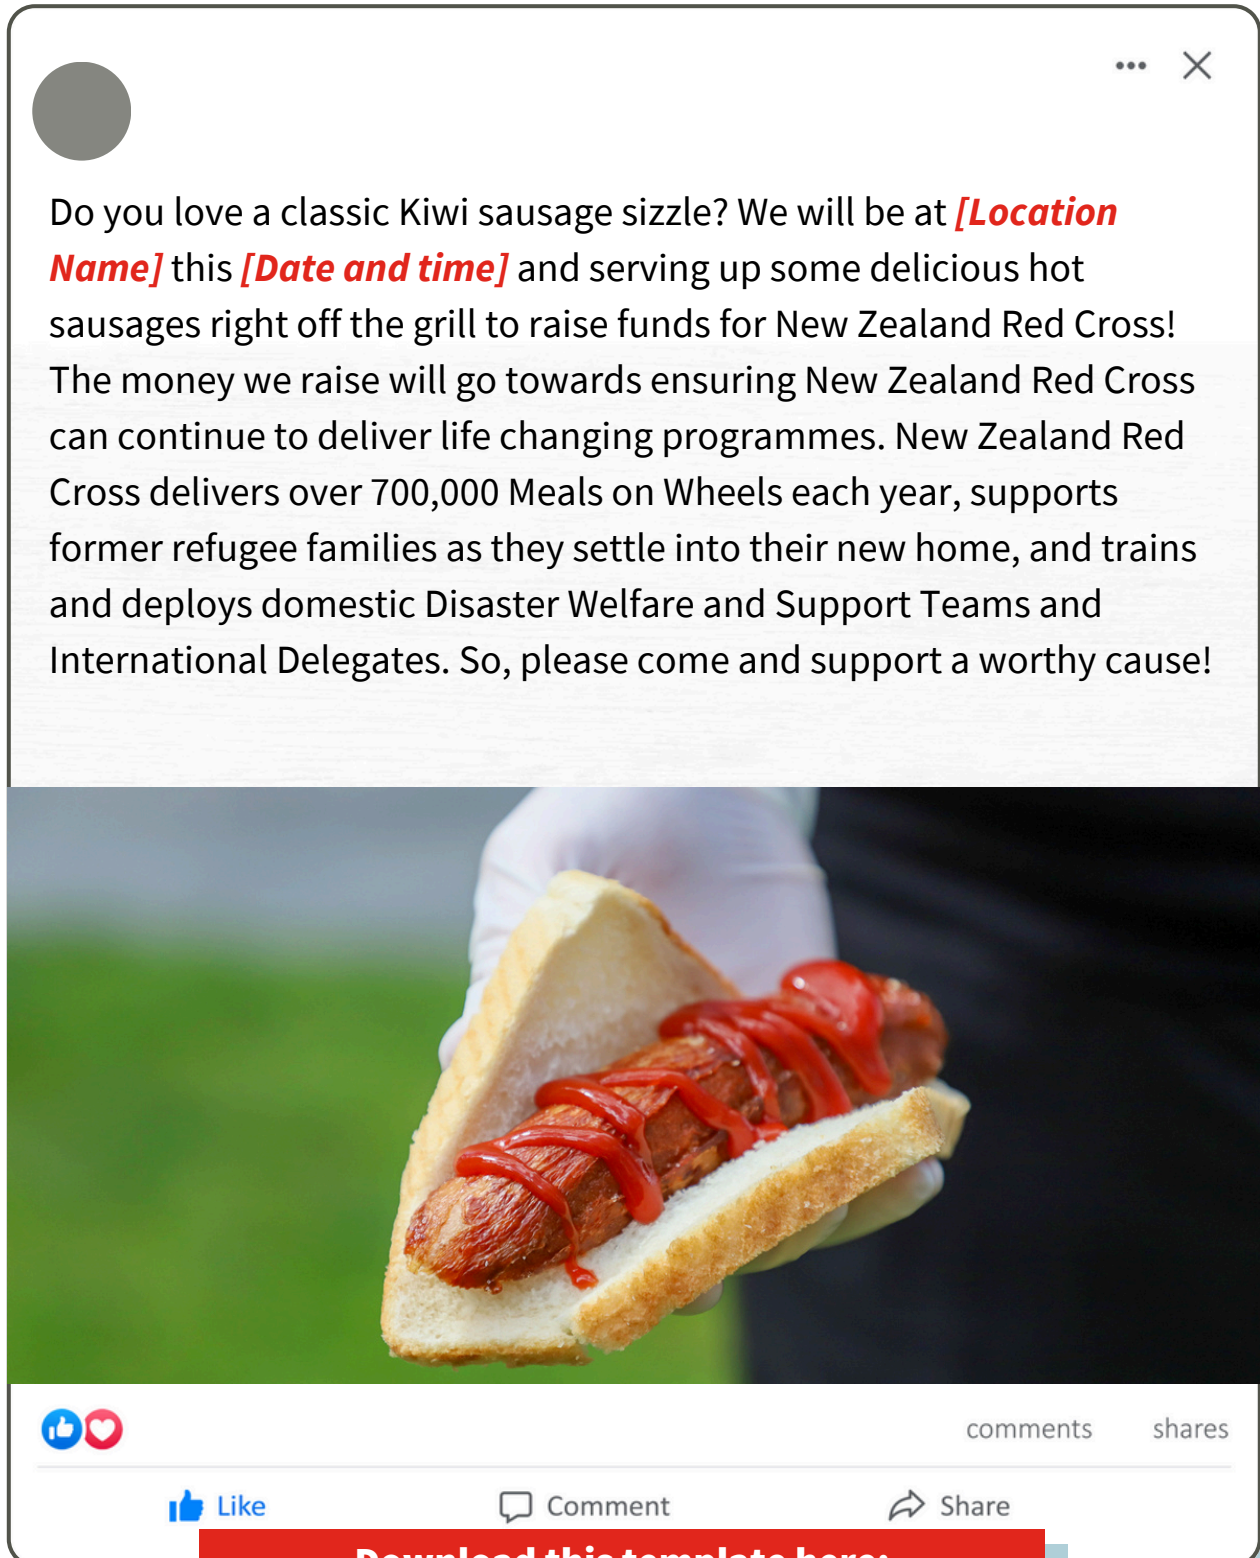 Do you love a classic Kiwi sausage sizzle? We will be at [Location
Name] this [Date and time] and serving up some delicious hot
sausages right off the grill to raise funds for New Zealand Red Cross!
The money we raise will go towards ensuring New Zealand Red Cross
can continue to deliver life changing programmes. New Zealand Red
Cross delivers over 700,000 Meals on Wheels each year, supports
former refugee families as they settle into their new home, and trains
and deploys domestic Disaster Welfare and Support Teams and
International Delegates. So, please come and support a worthy cause!
comments shares
Like Comment Share
Download this template here: